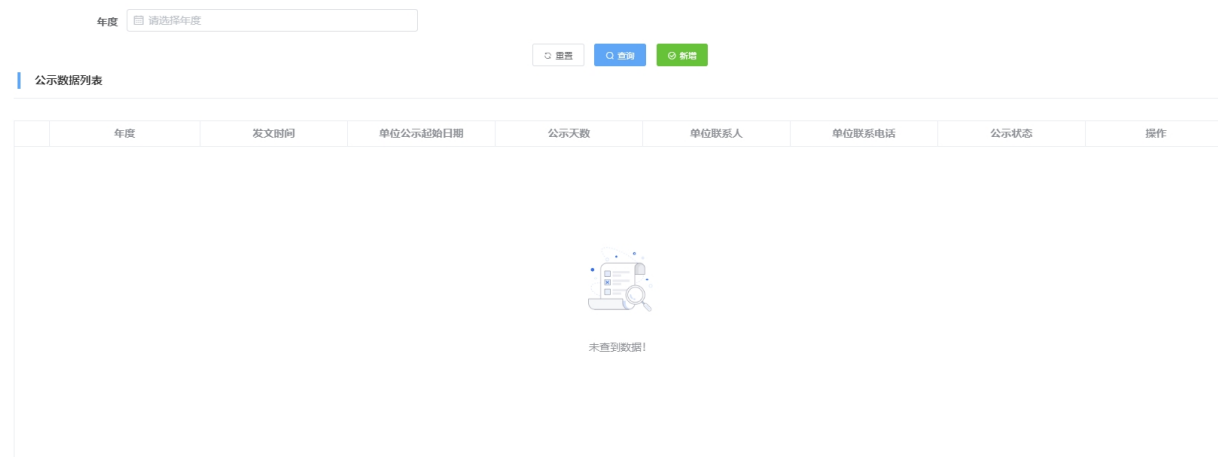 年度 请选择年度
重置 查询 新增
公示数据列表
年度 发文时间 单位公示起始日期 公示天数 单位联系人 单位联系电话 公示状态 操作
未查到数据!